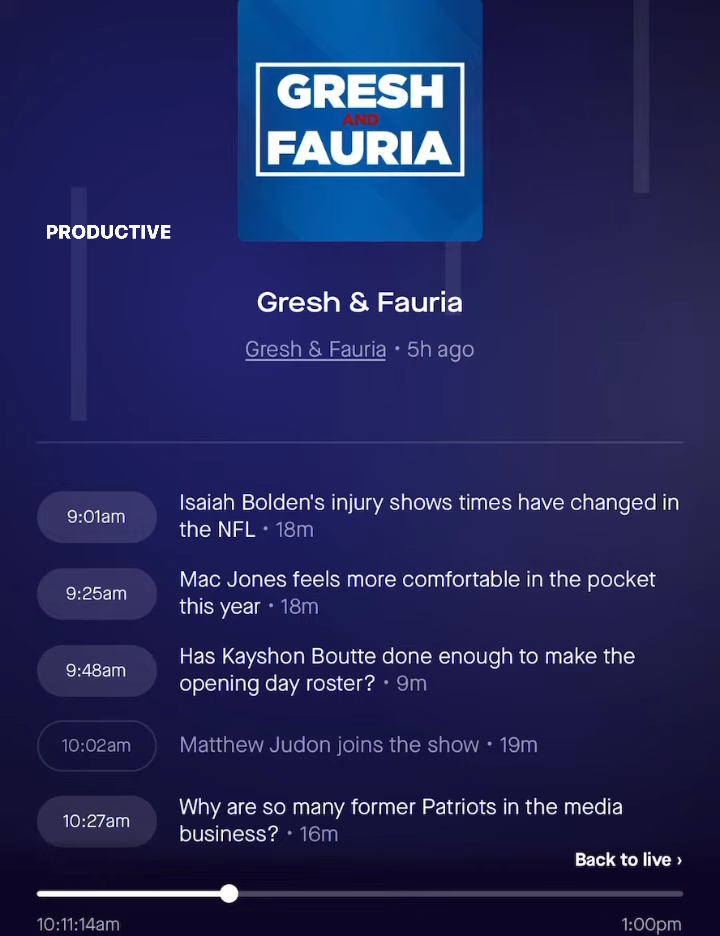 GRESH
AND
FAURIA
PRODUCTIVE
Gresh & Fauria
Gresh & Fauria • 5h ago
9:01am
Isaiah Bolden's injury shows times have changed in
the NFL • 18m
9:25am
Mac Jones feels more comfortable in the pocket
this year • 18m
9:48am
Has Kayshon Boutte done enough to make the
opening day roster? • 9m
10:02am
Matthew Judon joins the show • 19m
10:27am
Why are so many former Patriots in the media
business? • 16m
Back to live ›
10:11:14am
1:00pm